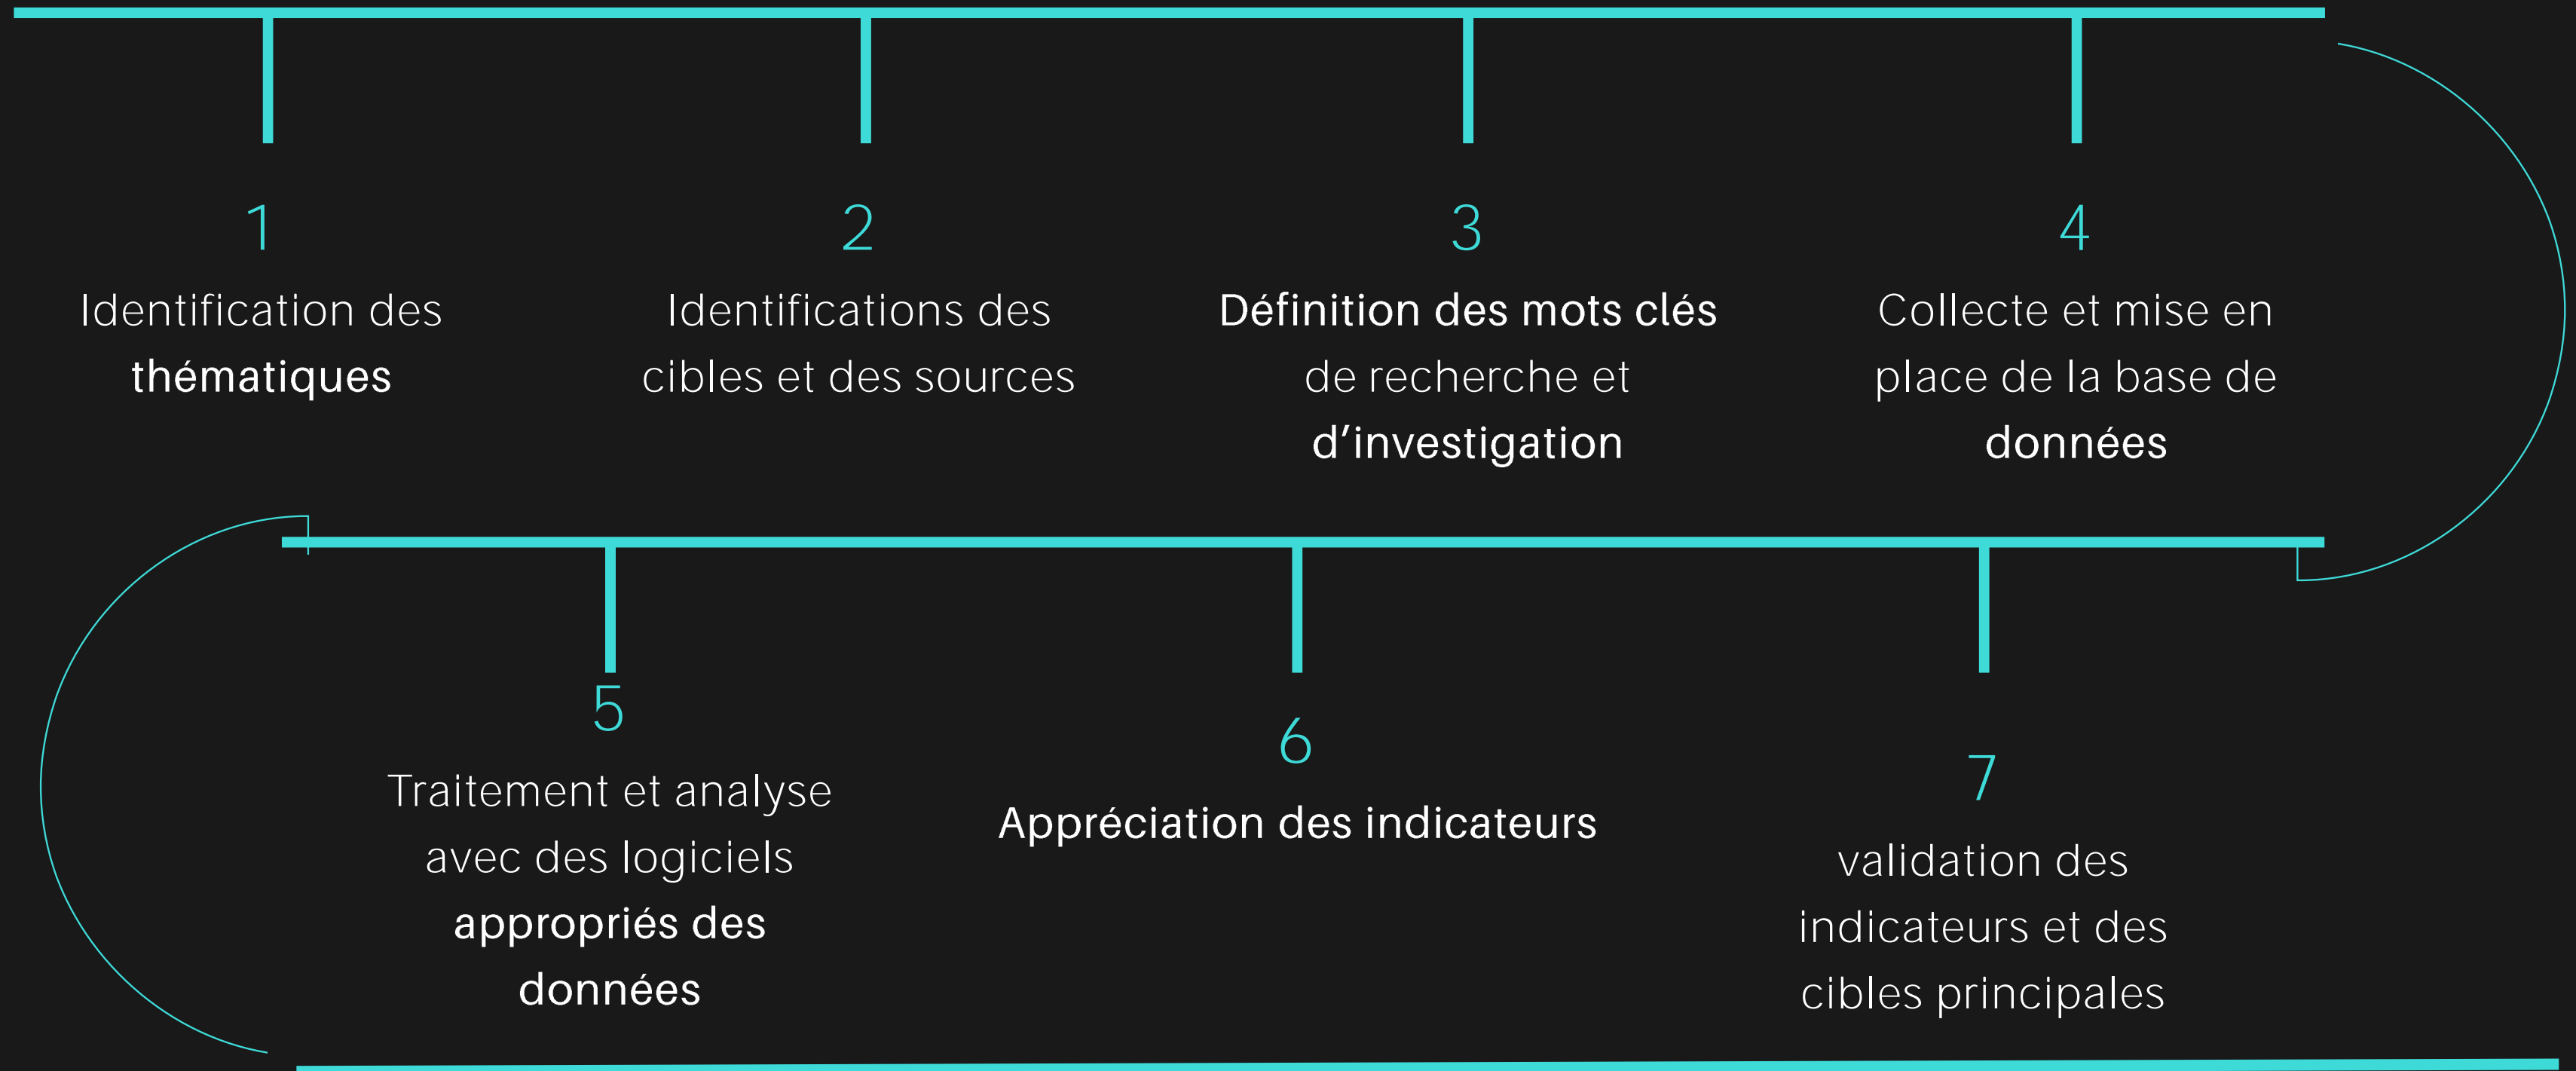 1
Identification des
thématiques
2
Identifications des
cibles et des sources
3
Définition des mots clés
de recherche et
d’investigation
4
Collecte et mise en
place de la base de
données
5
Traitement et analyse
avec des logiciels
appropriés des
données
6
Appréciation des indicateurs
7
validation des
indicateurs et des
cibles principales